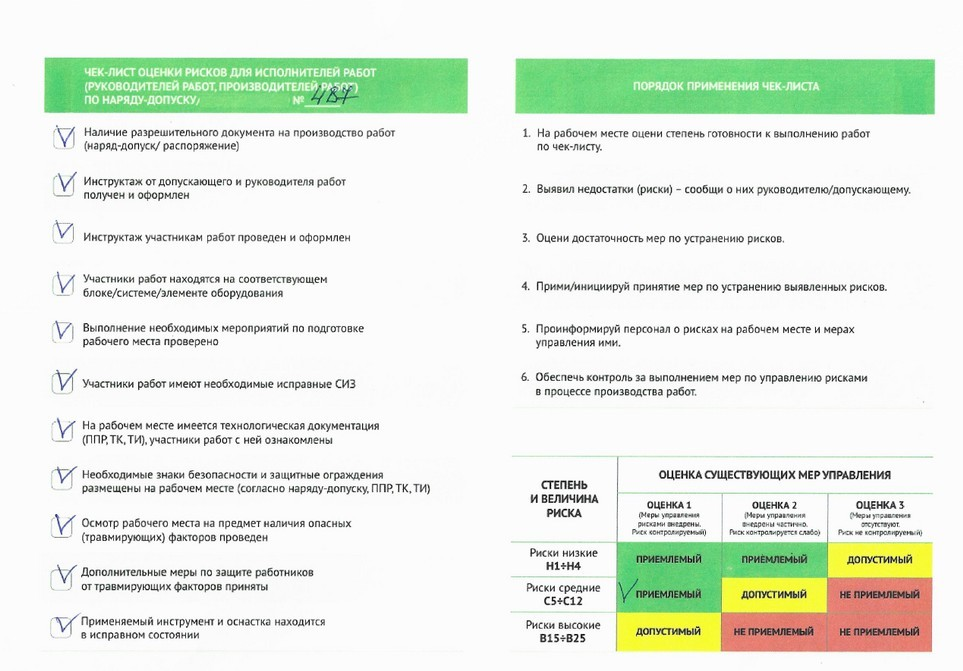 ЧЕК-ЛИСТ ОЦЕНКИ РИСКОВ ДЛЯ ИСПОЛНИТЕЛЕЙ РАБОТ
(РУКОВОДИТЕЛЕЙ РАБОТ, ПРОИЗВОДИТЕЛЕЙ РАБОТ)
ПО НАРЯДУ-ДОПУСКУ/ № 487
Наличие разрешительного документа на производство работ
(наряд-допуск/ распоряжение)
Инструктаж от допускающего и руководителя работ
получен и оформлен
Инструктаж участникам работ проведен и оформлен
Участники работ находятся на соответствующем
блоке/системе/элементе оборудования
Выполнение необходимых мероприятий по подготовке
рабочего места проверено
Участники работ имеют необходимые исправные СИЗ
На рабочем месте имеется технологическая документация
(ППР, ТК, ТИ), участники работ с ней ознакомлены
Необходимые знаки безопасности и защитные ограждения
размещены на рабочем месте (согласно наряду-допуску, ППР, ТК, ТИ)
Осмотр рабочего места на предмет наличия опасных
(травмирующих) факторов проведен
Дополнительные меры по защите работников
от травмирующих факторов приняты
Применяемый инструмент и оснастка находится
в исправном состоянии
ПОРЯДОК ПРИМЕНЕНИЯ ЧЕК-ЛИСТА
1. На рабочем месте оцени степень готовности к выполнению работ
по чек-листу.
2. Выявил недостатки (риски) – сообщи о них руководителю/допускающему.
3. Оцени достаточность мер по устранению рисков.
4. Прими/инициируй принятие мер по устранению выявленных рисков.
5. Проинформируй персонал о рисках на рабочем месте и мерах
управления ими.
6. Обеспечь контроль за выполнением мер по управлению рисками
в процессе производства работ.
СТЕПЕНЬ
И ВЕЛИЧИНА
РИСКА
ОЦЕНКА СУЩЕСТВУЮЩИХ МЕР УПРАВЛЕНИЯ
ОЦЕНКА 1
(Меры управления
рисками внедрены.
Риск контролируемый)
ОЦЕНКА 2
(Меры управления
внедрены частично.
Риск контролируется слабо)
ОЦЕНКА 3
(Меры управления
отсутствуют.
Риск не контролируемый)
Риски низкие
Н1÷Н4
ПРИЕМЛЕМЫЙ
ПРИЕМЛЕМЫЙ
ДОПУСТИМЫЙ
Риски средние
С5÷С12
ПРИЕМЛЕМЫЙ
ДОПУСТИМЫЙ
НЕ ПРИЕМЛЕМЫЙ
Риски высокие
В15÷В25
ДОПУСТИМЫЙ
НЕ ПРИЕМЛЕМЫЙ
НЕ ПРИЕМЛЕМЫЙ